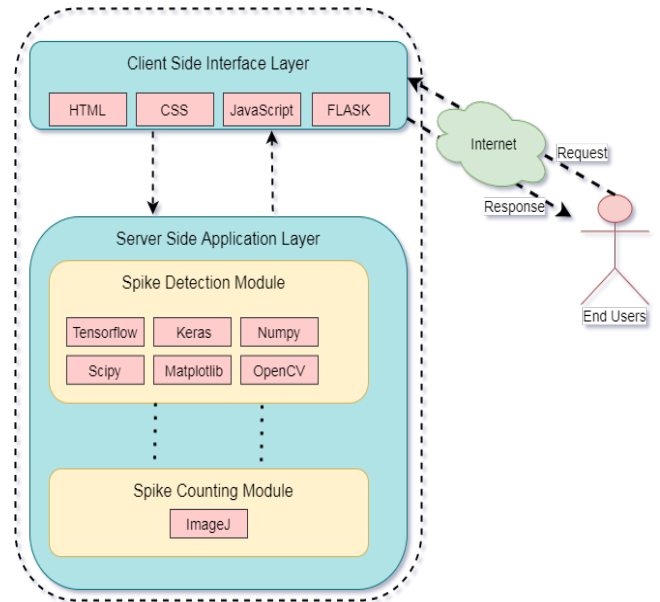 Client Side Interface Layer
HTML
CSS
JavaScript
FLASK
Internet
Request
Response
End Users
Server Side Application Layer
Spike Detection Module
Tensorflow
Keras
Numpy
Scipy
Matplotlib
OpenCV
Spike Counting Module
ImageJ